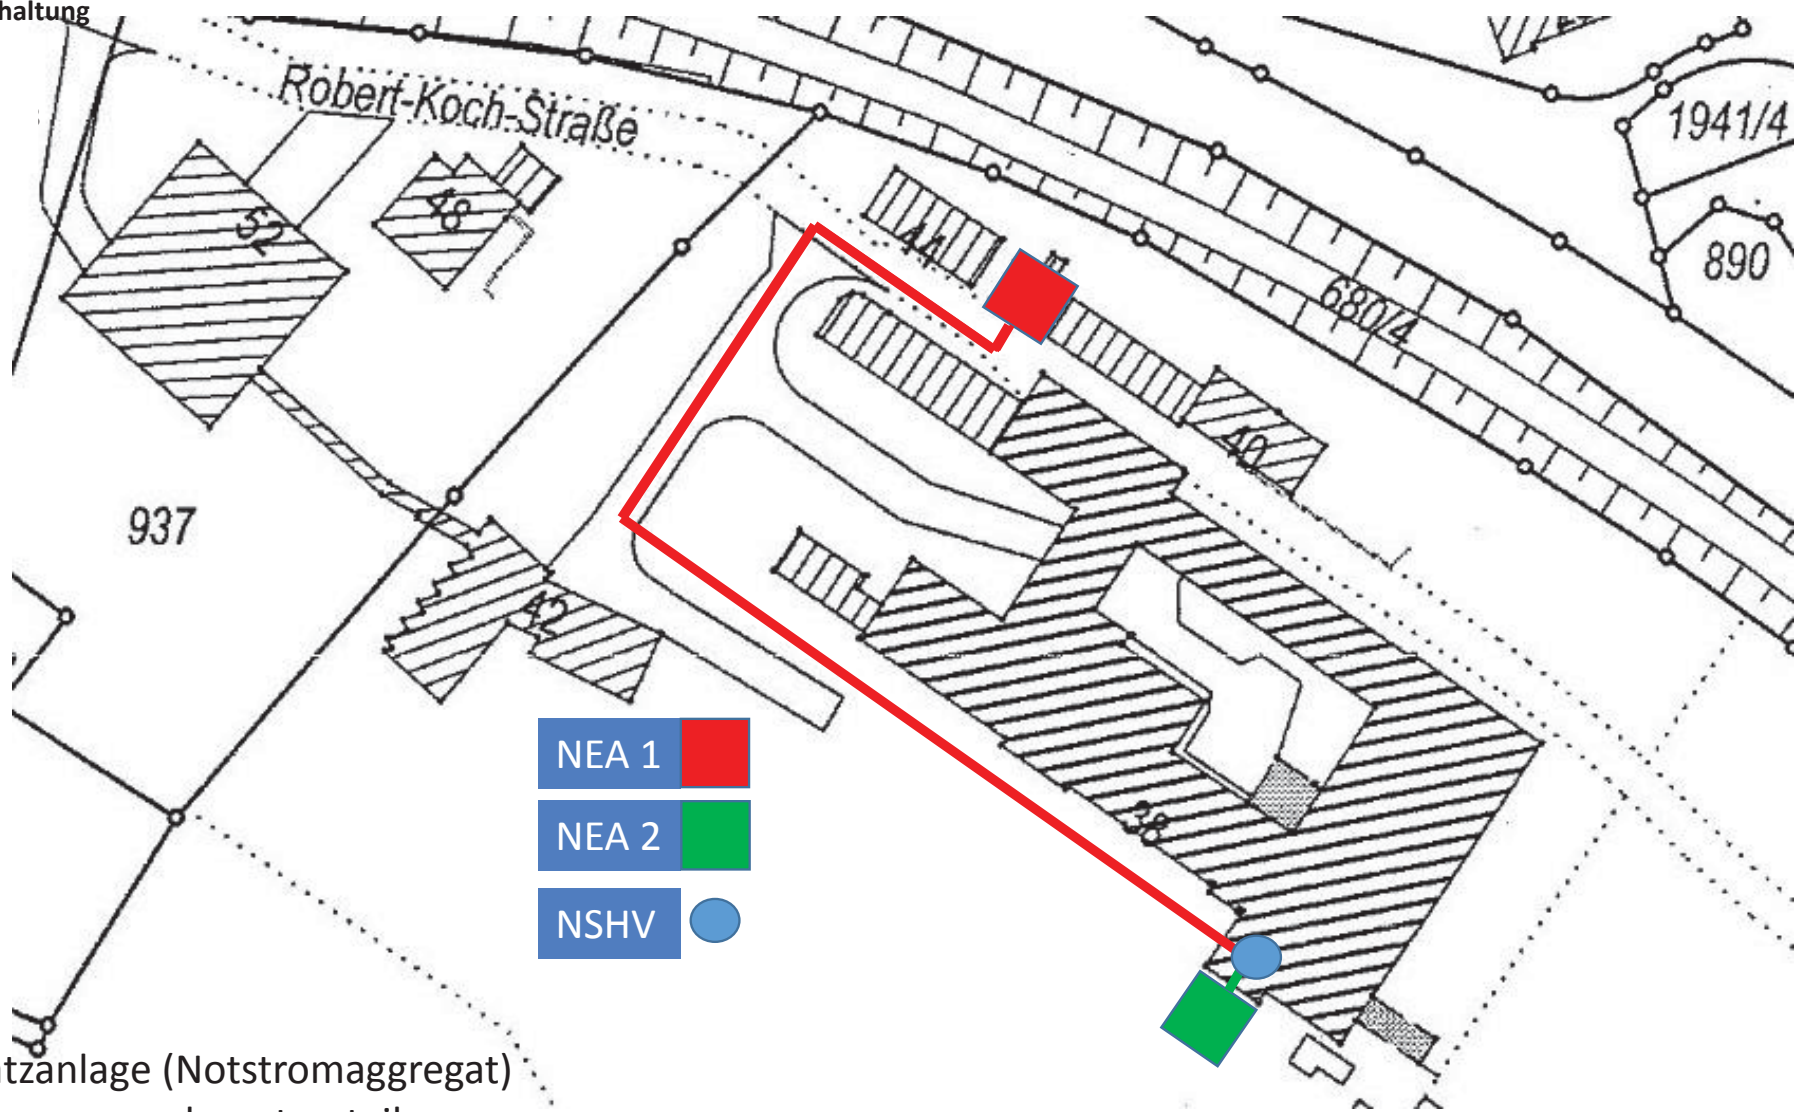 haltung
Robert-Koch-Straße
1941/4
52
48
44
890
680/4
40
937
42
NEA 1
NEA 2
38
NSHV
tzanlage (Notstromaggregat)